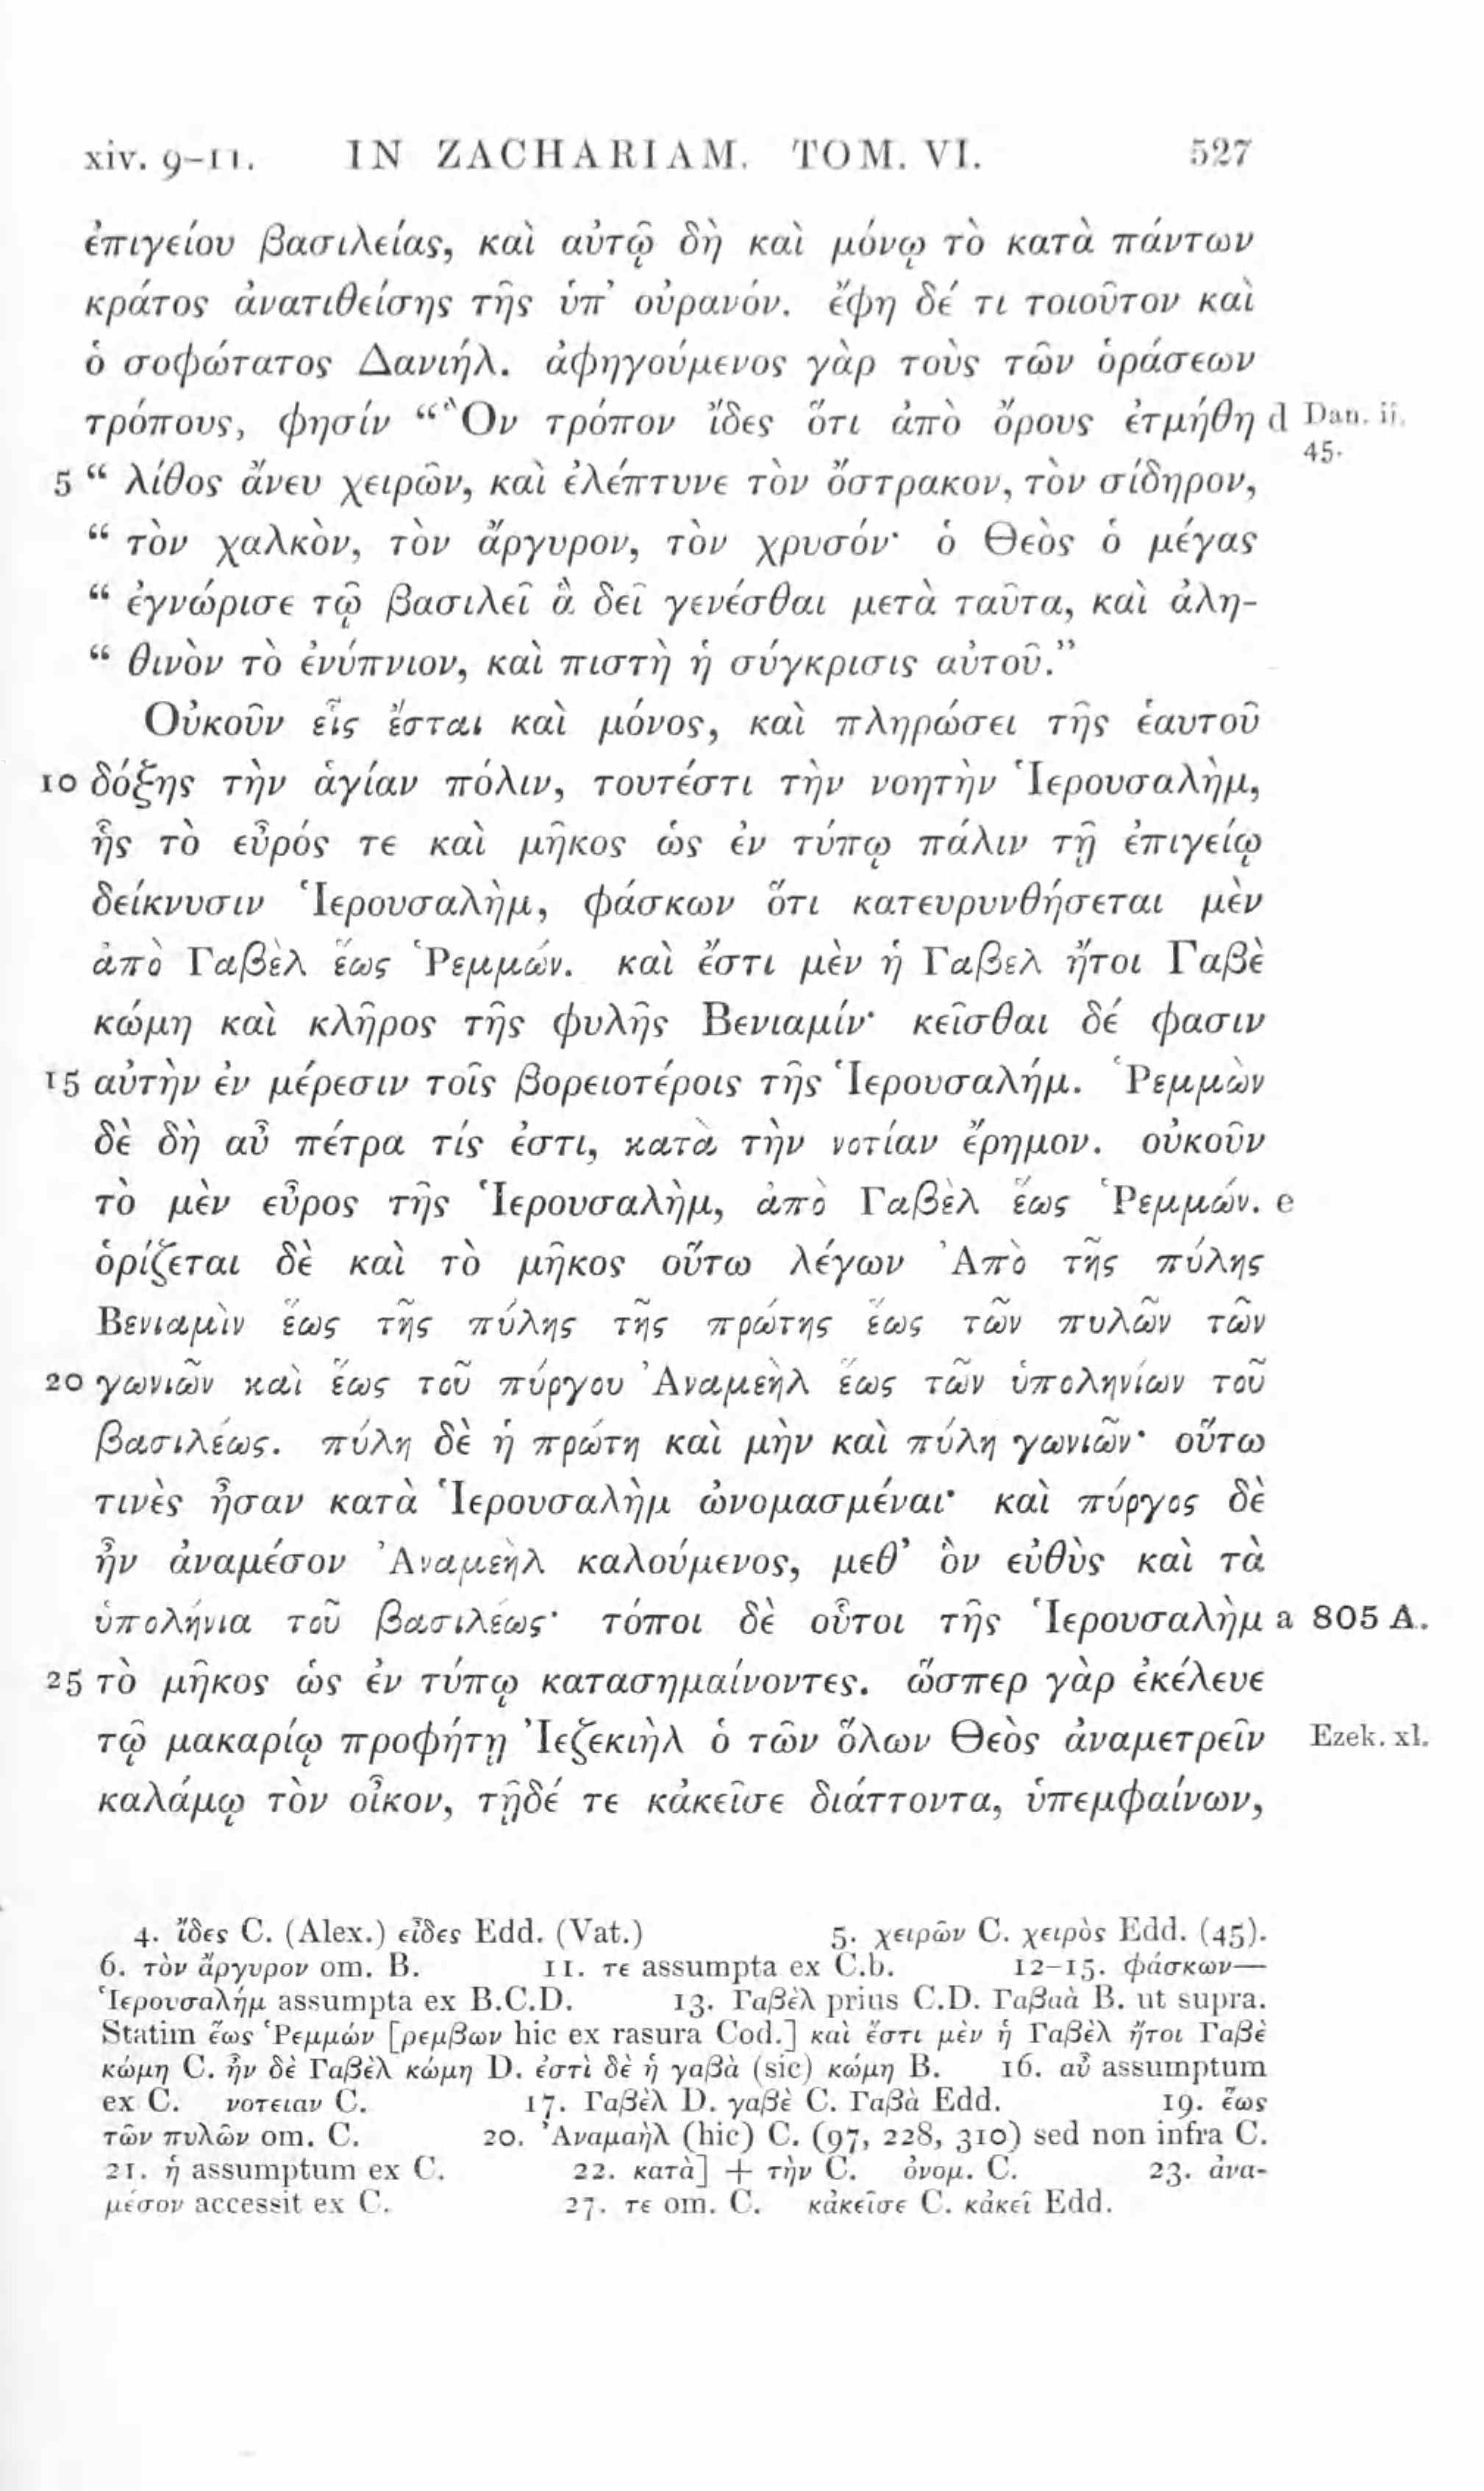 xiv. 9–11. IN ZACHARIAM. TOM. VI. 527
ἐπιγείου βασιλείας, καὶ αὐτῷ δὴ καὶ μόνῳ τὸ κατὰ πάντων
κράτος ἀνατιθείσης τῆς ὑπ’ οὐρανόν. ἔφη δέ τι τοιοῦτον καὶ
ὁ σοφώτατος Δανιήλ. ἀφηγούμενος γὰρ τοὺς τῶν ὁράσεων
τρόπους, φησίν “Ὃν τρόπον ἴδες ὅτι ἀπὸ ὄρους ἐτμήθη d Dan. ii.
45.
5 “ λίθος ἄνευ χειρῶν, καὶ ἐλέπτυνε τὸν ὄστρακον, τὸν σίδηρον,
“ τὸν χαλκὸν, τὸν ἄργυρον, τὸν χρυσόν· ὁ Θεὸς ὁ μέγας
“ ἐγνώρισε τῷ βασιλεῖ ἃ δεῖ γενέσθαι μετὰ ταῦτα, καὶ ἀλη-
“ θινὸν τὸ ἐνύπνιον, καὶ πιστὴ ἡ σύγκρισις αὐτοῦ.”
Οὐκοῦν εἷς ἔσται καὶ μόνος, καὶ πληρώσει τῆς ἑαυτοῦ
10 δόξης τὴν ἁγίαν πόλιν, τουτέστι τὴν νοητὴν Ἱερουσαλὴμ,
ἧς τὸ εὖρός τε καὶ μῆκος ὡς ἐν τύπῳ πάλιν τῇ ἐπιγείῳ
δείκνυσιν Ἱερουσαλὴμ, φάσκων ὅτι κατευρυνθήσεται μὲν
ἀπὸ Γαβὲλ ἕως Ῥεμμών. καὶ ἔστι μὲν ἡ Γαβελ ἤτοι Γαβὲ
κώμη καὶ κλῆρος τῆς φυλῆς Βενιαμίν· κεῖσθαι δέ φασιν
15 αὐτὴν ἐν μέρεσιν τοῖς βορειοτέροις τῆς Ἱερουσαλήμ. Ῥεμμὼν
δὲ δὴ αὖ πέτρα τίς ἐστι, κατὰ τὴν νοτίαν ἔρημον. οὐκοῦν
τὸ μὲν εὖρος τῆς Ἱερουσαλὴμ, ἀπὸ Γαβὲλ ἕως Ῥεμμών. e
ὁρίζεται δὲ καὶ τὸ μῆκος οὕτω λέγων Ἀπὸ τῆς πύλης
Βενιαμὶν ἕως τῆς πύλης τῆς πρώτης ἕως τῶν πυλῶν τῶν
20 γωνιῶν καὶ ἕως τοῦ πύργου Ἀναμεὴλ ἕως τῶν ὑποληνίων τοῦ
βασιλέως. πύλη δὲ ἡ πρώτη καὶ μὴν καὶ πύλη γωνιῶν· οὕτω
τινὲς ἦσαν κατὰ Ἱερουσαλὴμ ὠνομασμέναι· καὶ πύργος δὲ
ἦν ἀναμέσον Ἀναμεὴλ καλούμενος, μεθ’ ὃν εὐθὺς καὶ τὰ
ὑπολήνια τοῦ βασιλέως· τόποι δὲ οὗτοι τῆς Ἱερουσαλὴμ a 805 A.
25 τὸ μῆκος ὡς ἐν τύπῳ κατασημαίνοντες. ὥσπερ γὰρ ἐκέλευε
τῷ μακαρίῳ προφήτῃ Ἰεζεκιὴλ ὁ τῶν ὅλων Θεὸς ἀναμετρεῖν Ezek. xl.
καλάμῳ τὸν οἶκον, τῇδέ τε κἀκεῖσε διάττοντα, ὑπεμφαίνων,
4. ἴδες C. (Alex.) εἶδες Edd. (Vat.) 5. χειρῶν C. χειρὸς Edd. (45).
6. τὸν ἄργυρον om. B. 11. τε assumpta ex C.b. 12–15. φάσκων—
Ἱερουσαλήμ assumpta ex B.C.D. 13. Γαβὲλ prius C.D. Γαβαὰ B. ut supra.
Statim ἕως Ῥεμμών [ρεμβων hic ex rasura Cod.] καὶ ἔστι μὲν ἡ Γαβὲλ ἤτοι Γαβὲ
κώμη C. ἦν δὲ Γαβὲλ κώμη D. ἐστὶ δὲ ἡ γαβὰ (sic) κώμη B. 16. αὖ assumptum
ex C. νοτειαν C. 17. Γαβὲλ D. γαβὲ C. Γαβὰ Edd. 19. ἕως
τῶν πυλῶν om. C. 20. Ἀναμαὴλ (hic) C. (97, 228, 310) sed non infra C.
21. ἡ assumptum ex C. 22. κατὰ] + τὴν C. ὀνομ. C. 23. ἀνα-
μέσον accessit ex C. 27. τε om. C. κἀκεῖσε C. κἀκεῖ Edd.